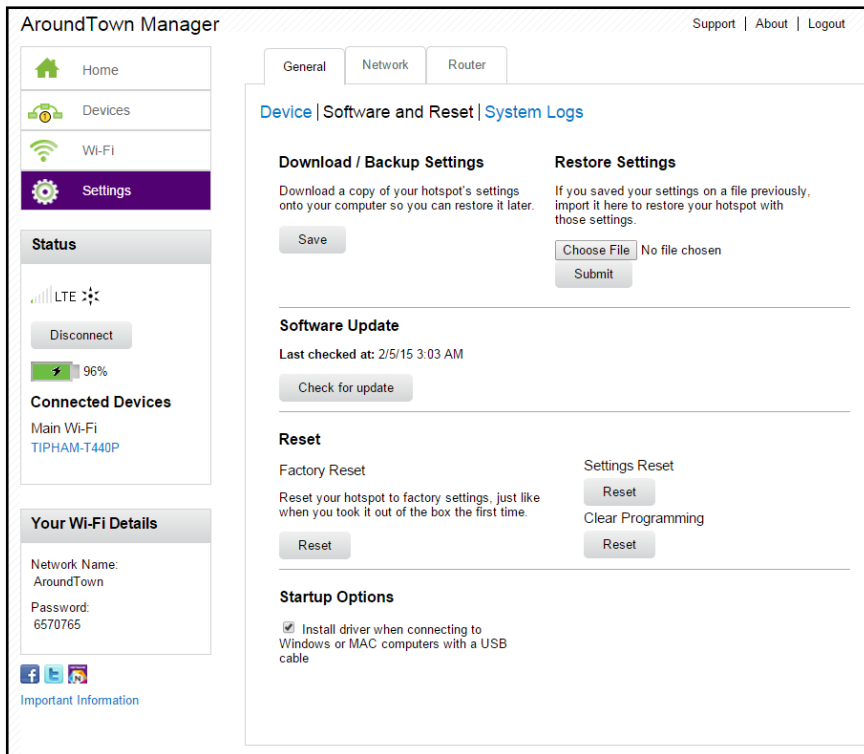 AroundTown Manager
Support | About | Logout
Home
Devices
1
Wi-Fi
Settings
Status
LTE
Disconnect
96%
Connected Devices
Main Wi-Fi
TIPHAM-T440P
Your Wi-Fi Details
Network Name:
AroundTown
Password:
6570765
f
t
N
Important Information
General
Network
Router
Device | Software and Reset | System Logs
Download / Backup Settings
Download a copy of your hotspot's settings
onto your computer so you can restore it later.
Save
Restore Settings
If you saved your settings on a file previously,
import it here to restore your hotspot with
those settings.
Choose File No file chosen
Submit
Software Update
Last checked at: 2/5/15 3:03 AM
Check for update
Reset
Factory Reset
Reset your hotspot to factory settings, just like
when you took it out of the box the first time.
Reset
Settings Reset
Reset
Clear Programming
Reset
Startup Options
Install driver when connecting to
Windows or MAC computers with a USB
cable